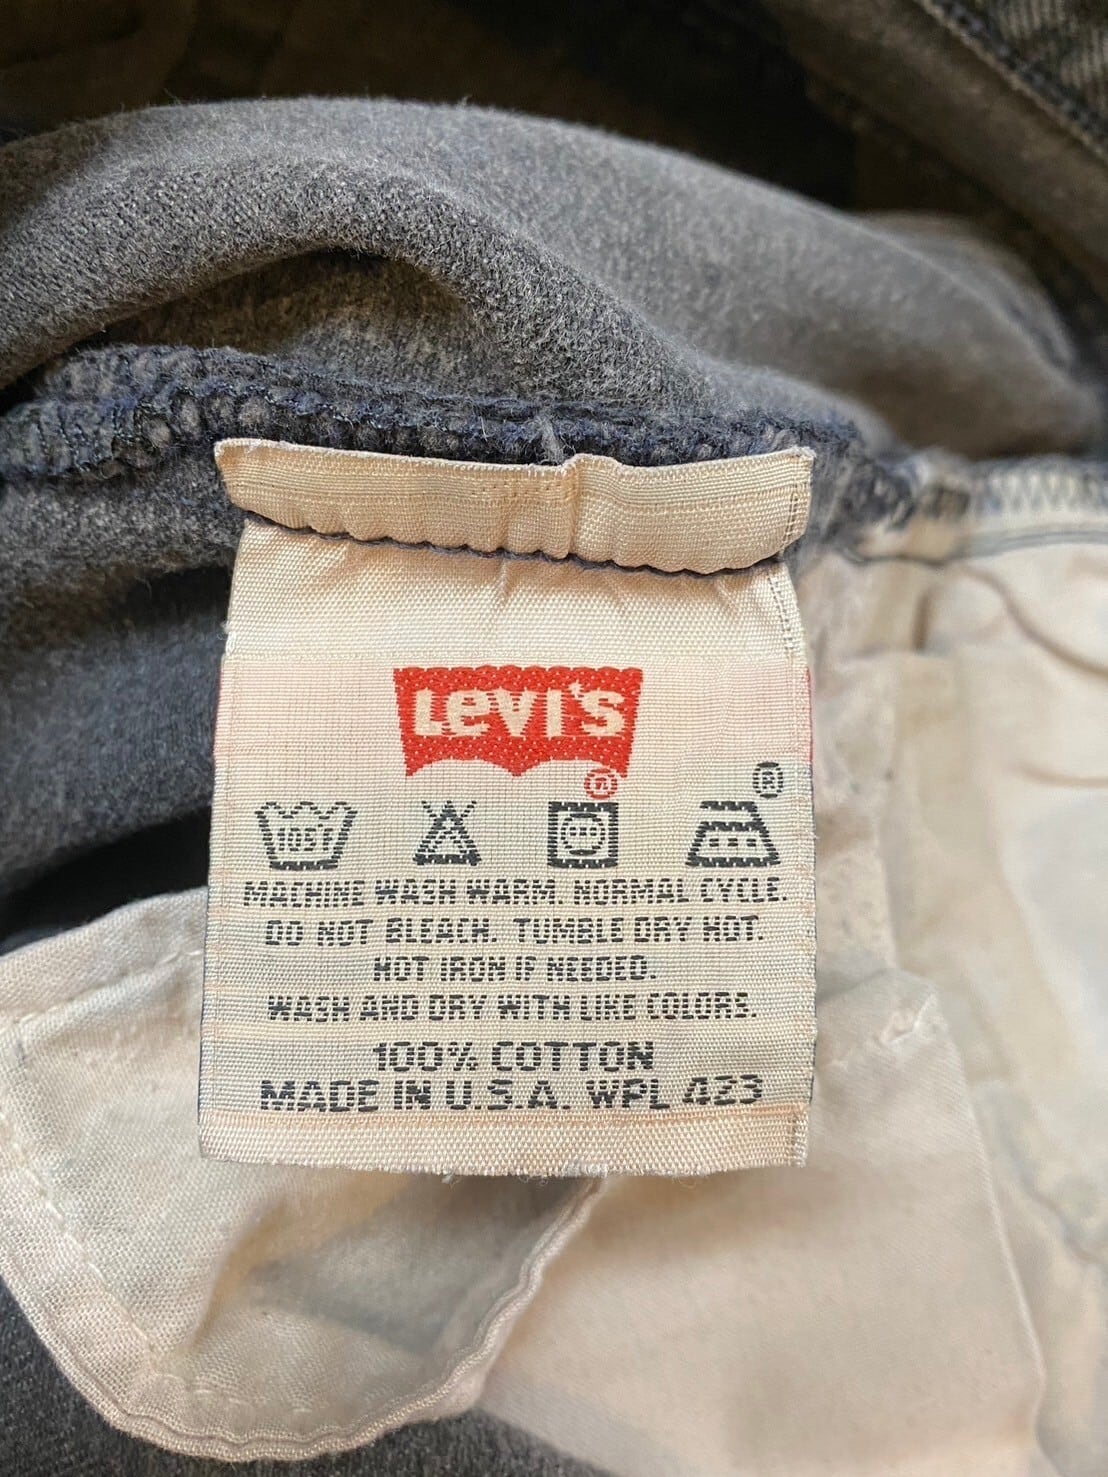 Levi's
®
®
105F
MACHINE WASH WARM. NORMAL CYCLE.
DO NOT BLEACH. TUMBLE DRY HOT.
HOT IRON IF NEEDED.
WASH AND DRY WITH LIKE COLORS.
100% COTTON
MADE IN U.S.A. WPL 423